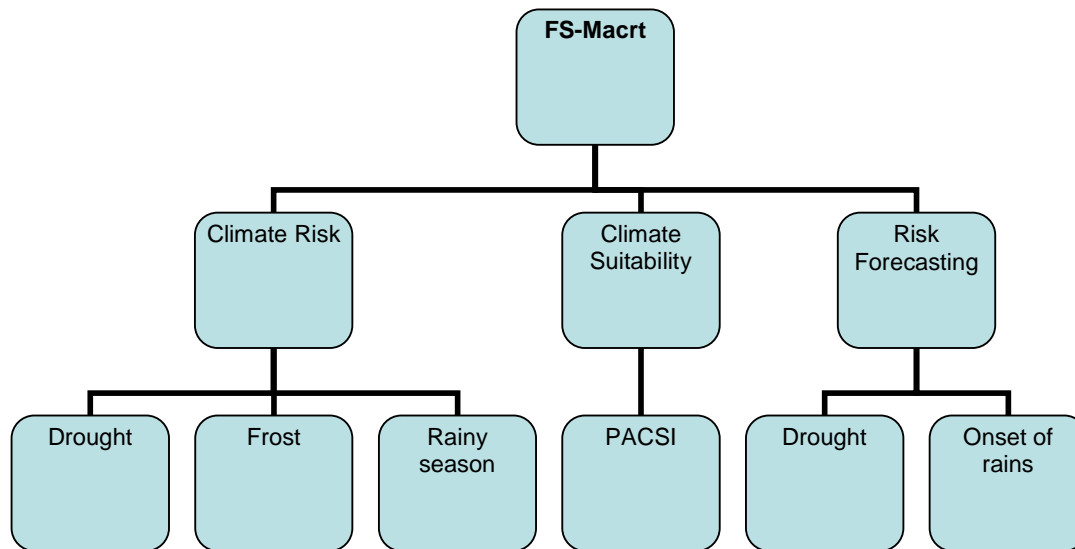 FS-Macrt
Climate Risk
Climate
Suitability
Risk
Forecasting
Drought
Frost
Rainy
season
PACSI
Drought
Onset of
rains